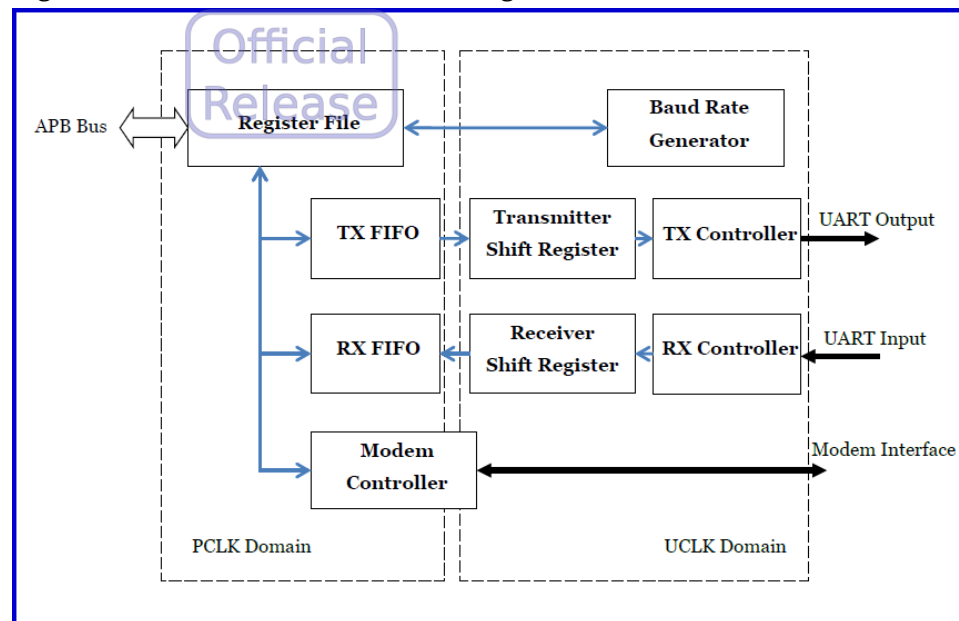 Official
Release
APB Bus
Register File
Baud Rate
Generator
TX FIFO
Transmitter
Shift Register
TX Controller
UART Output
RX FIFO
Receiver
Shift Register
RX Controller
UART Input
Modem
Controller
Modem Interface
PCLK Domain
UCLK Domain